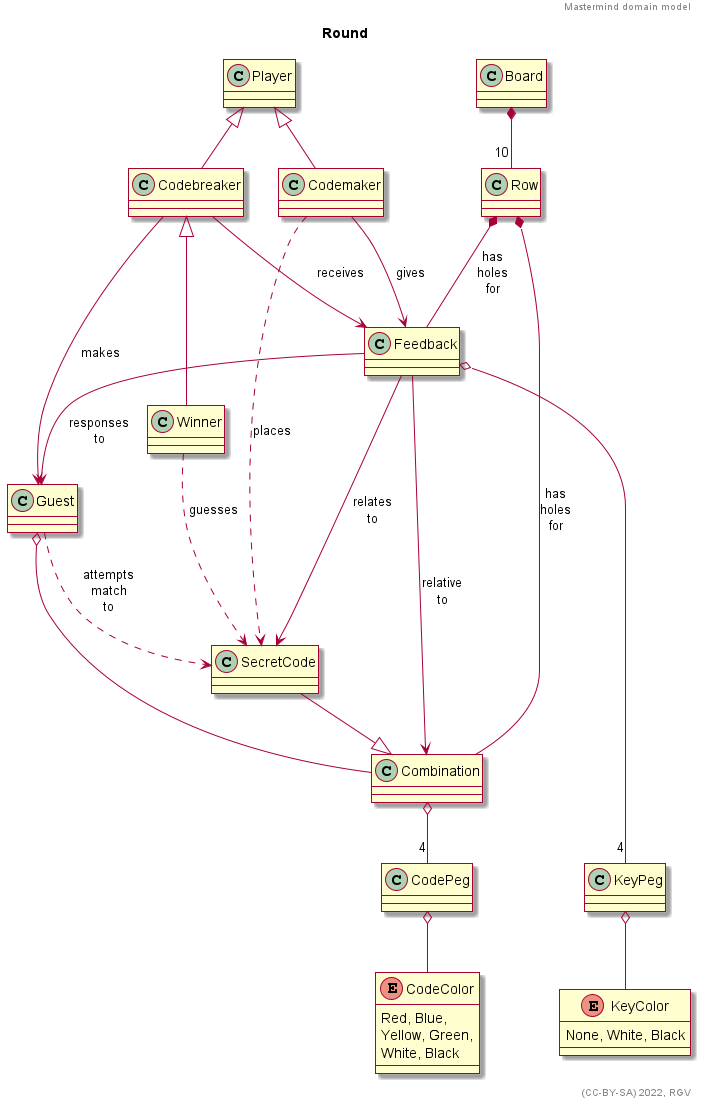 Mastermind domain model
Round
C Player
C Board
10
C Codebreaker
C Codemaker
C Row
has
holes
for
receives
gives
C Feedback
makes
responses
to
C Winner
places
C Guest
guesses
relates
to
has
holes
for
attempts
match
to
relative
to
C SecretCode
C Combination
4
4
C CodePeg
C KeyPeg
E CodeColor
Red, Blue,
Yellow, Green,
White, Black
E KeyColor
None, White, Black
(CC-BY-SA) 2022, RGV